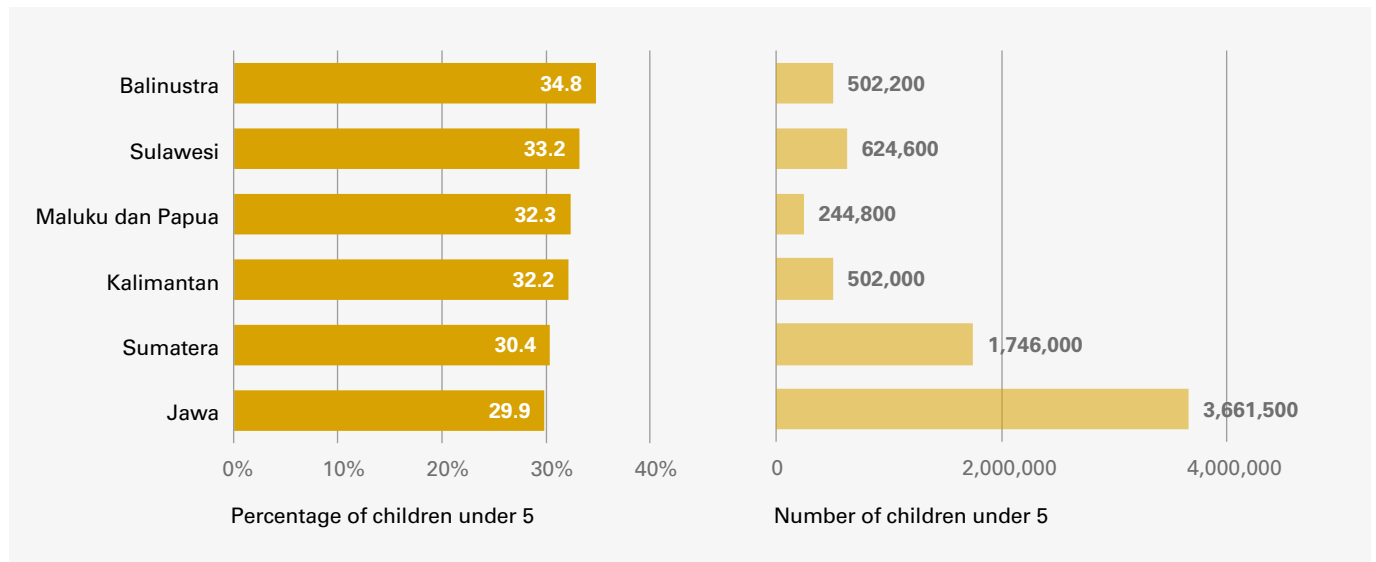 Balinustra 34.8 502,200
Sulawesi 33.2 624,600
Maluku dan Papua 32.3 244,800
Kalimantan 32.2 502,000
Sumatera 30.4 1,746,000
Jawa 29.9 3,661,500
0% 10% 20% 30% 40% 0 2,000,000 4,000,000
Percentage of children under 5 Number of children under 5